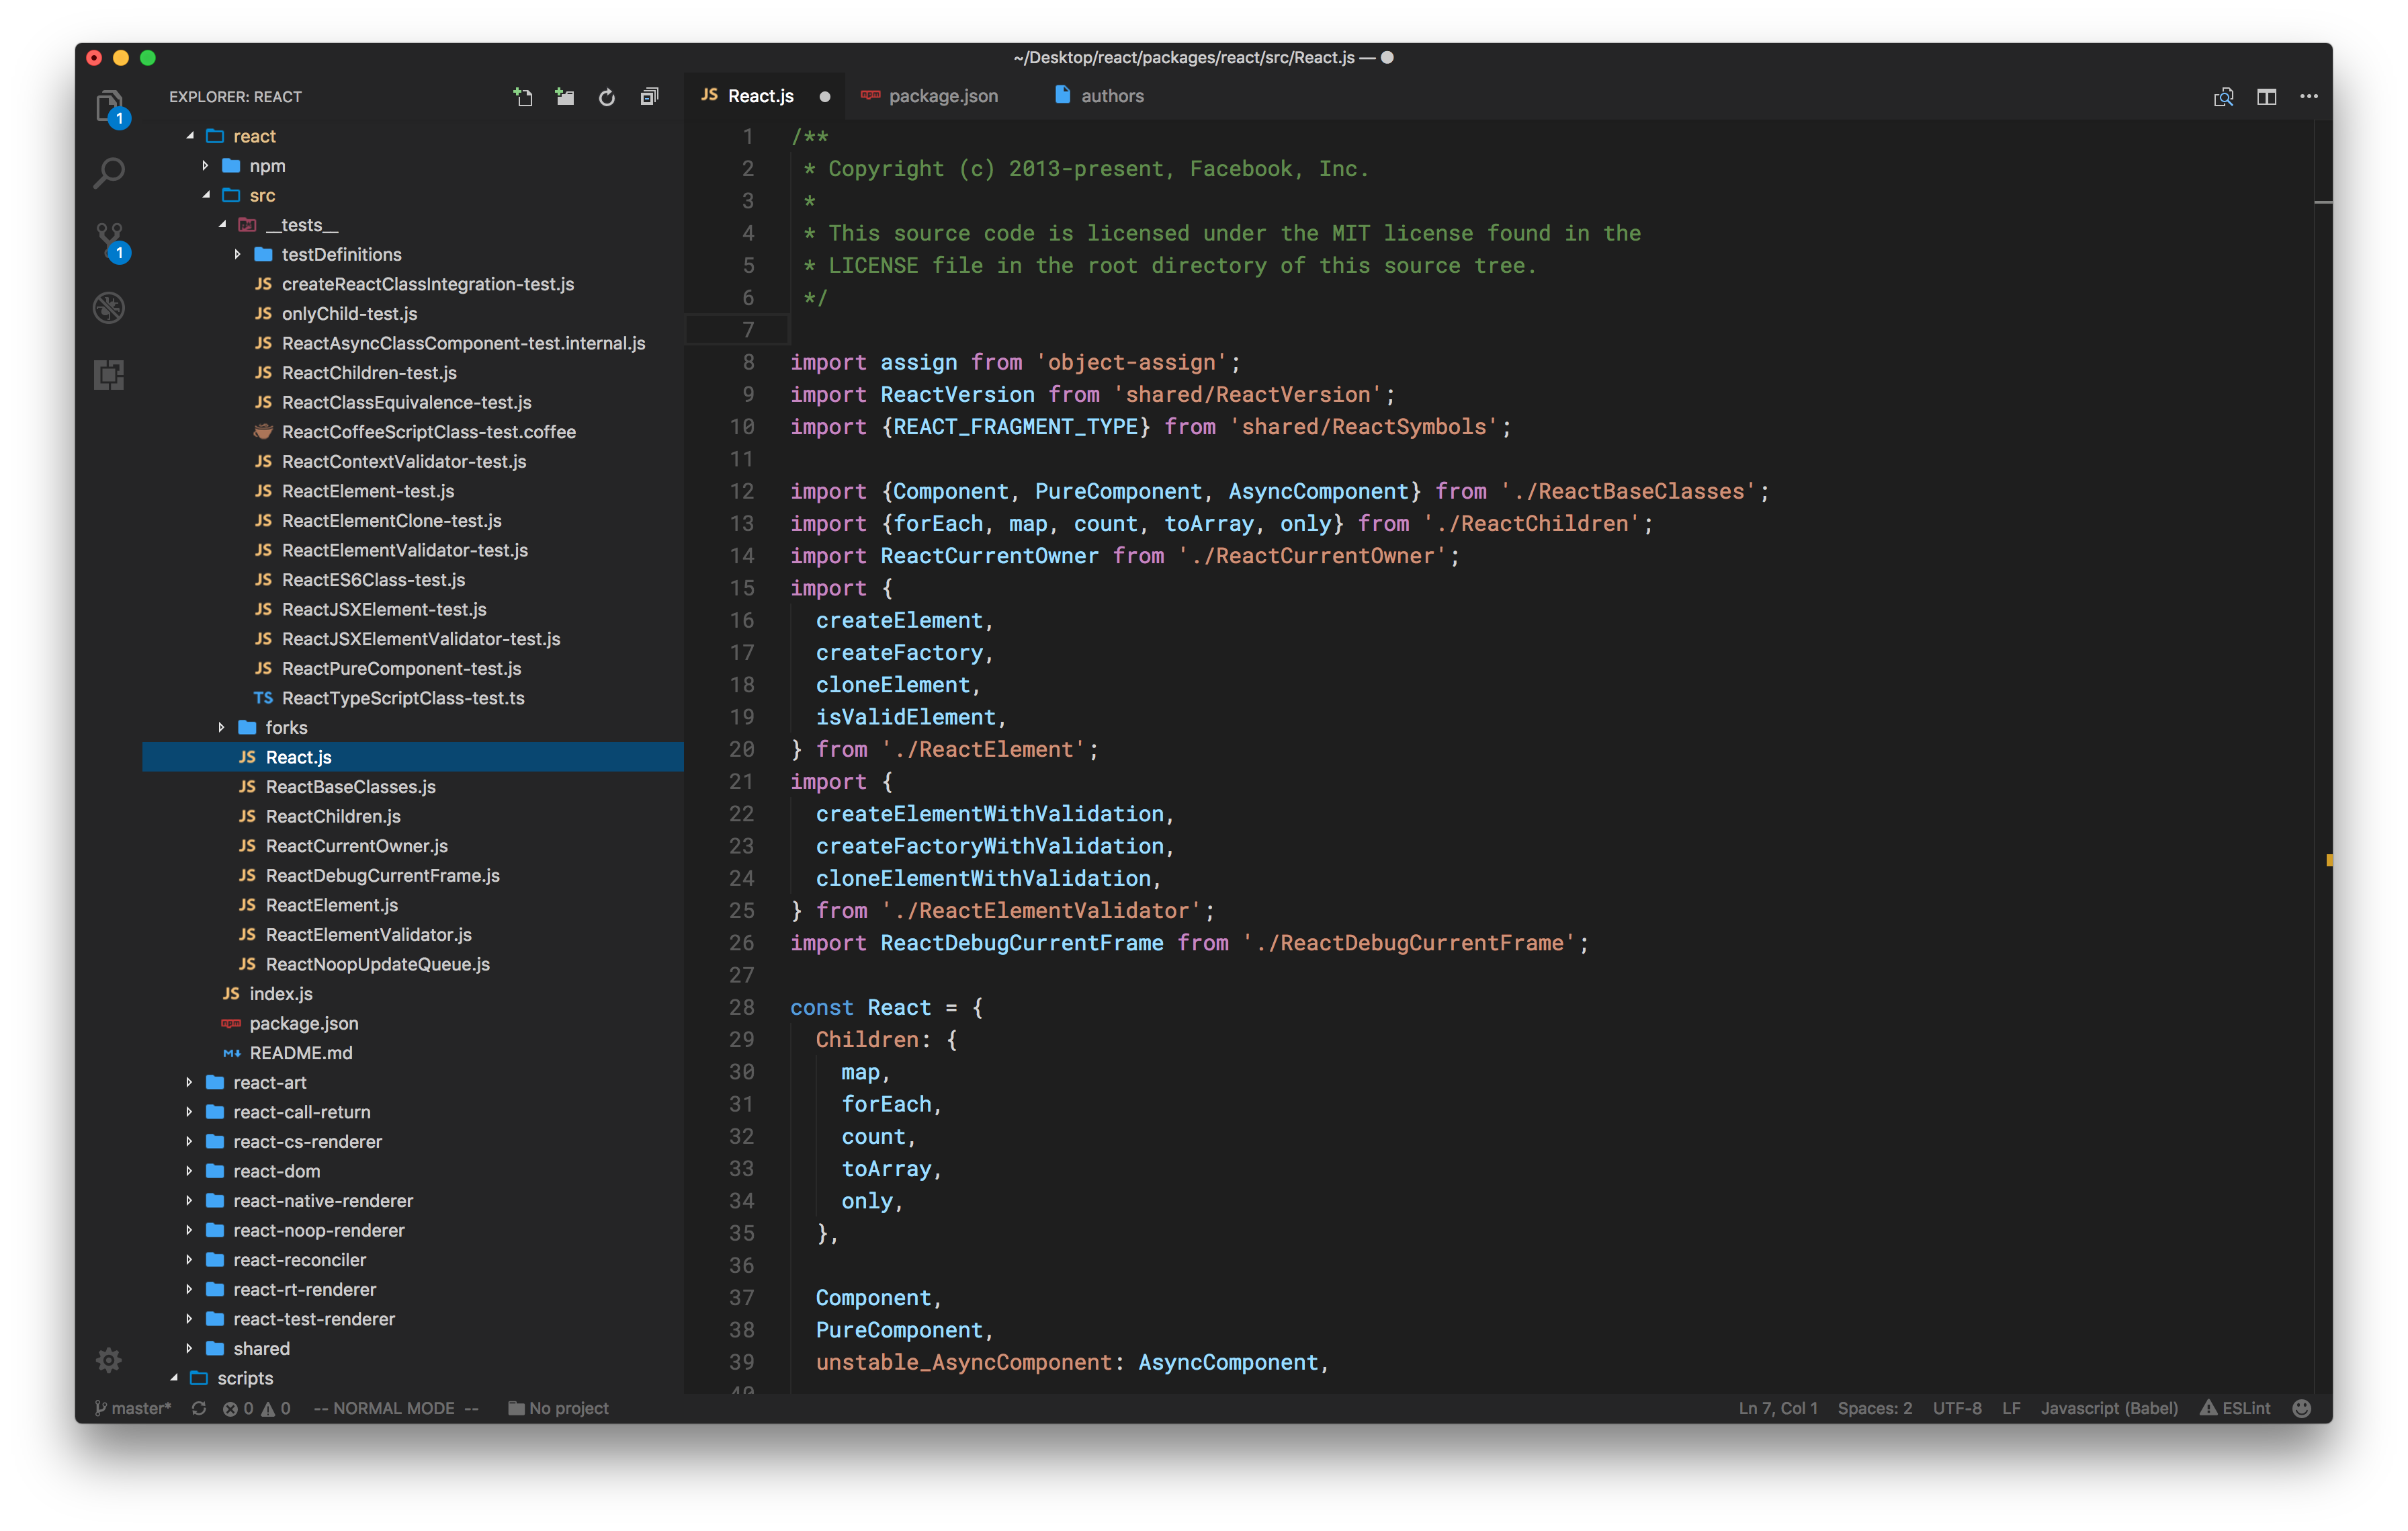 ~/Desktop/react/packages/react/src/React.js — ●
EXPLORER: REACT
1
1
react
npm
src
__tests__
testDefinitions
JS createReactClassIntegration-test.js
JS onlyChild-test.js
JS ReactAsyncClassComponent-test.internal.js
JS ReactChildren-test.js
JS ReactClassEquivalence-test.js
ReactCoffeeScriptClass-test.coffee
JS ReactContextValidator-test.js
JS ReactElement-test.js
JS ReactElementClone-test.js
JS ReactElementValidator-test.js
JS ReactES6Class-test.js
JS ReactJSXElement-test.js
JS ReactJSXElementValidator-test.js
JS ReactPureComponent-test.js
TS ReactTypeScriptClass-test.ts
forks
JS React.js
JS ReactBaseClasses.js
JS ReactChildren.js
JS ReactCurrentOwner.js
JS ReactDebugCurrentFrame.js
JS ReactElement.js
JS ReactElementValidator.js
JS ReactNoopUpdateQueue.js
JS index.js
npm package.json
M↓ README.md
react-art
react-call-return
react-cs-renderer
react-dom
react-native-renderer
react-noop-renderer
react-reconciler
react-rt-renderer
react-test-renderer
shared
scripts
JS React.js ● npm package.json authors
1 /**
2  * Copyright (c) 2013-present, Facebook, Inc.
3  *
4  * This source code is licensed under the MIT license found in the
5  * LICENSE file in the root directory of this source tree.
6  */
7
8 import assign from 'object-assign';
9 import ReactVersion from 'shared/ReactVersion';
10 import {REACT_FRAGMENT_TYPE} from 'shared/ReactSymbols';
11
12 import {Component, PureComponent, AsyncComponent} from './ReactBaseClasses';
13 import {forEach, map, count, toArray, only} from './ReactChildren';
14 import ReactCurrentOwner from './ReactCurrentOwner';
15 import {
16   createElement,
17   createFactory,
18   cloneElement,
19   isValidElement,
20 } from './ReactElement';
21 import {
22   createElementWithValidation,
23   createFactoryWithValidation,
24   cloneElementWithValidation,
25 } from './ReactElementValidator';
26 import ReactDebugCurrentFrame from './ReactDebugCurrentFrame';
27
28 const React = {
29   Children: {
30     map,
31     forEach,
32     count,
33     toArray,
34     only,
35   },
36
37   Component,
38   PureComponent,
39   unstable_AsyncComponent: AsyncComponent,
40
master* 0 0 -- NORMAL MODE -- No project Ln 7, Col 1 Spaces: 2 UTF-8 LF Javascript (Babel) ESLint